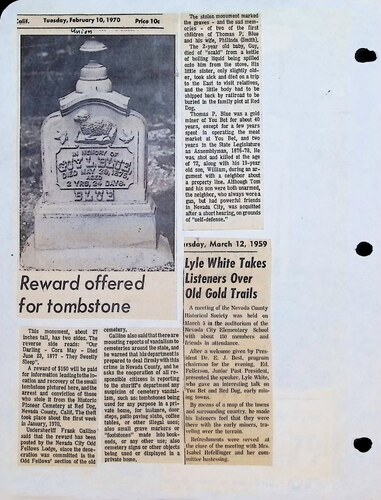 Calif. Tuesday, February 10, 1970 Price 10c
Union
IN MEMORY OF
GUY L. BLUE
DIED MAY 30, 1875
AGED
2 YRS. 24 DAYS.
BLUE
Reward offered
for tombstone
This monument, about 27
inches tall, has two sides. The
reverse side reads: "Our
Darling - Our May - Died
June 23, 1877 - They Sweetly
Sleep".
A reward of $150 will be paid
for information leading to the loc-
ation and recovery of the small
tombstone pictured here, and the
arrest and conviction of those
who stole it from the Historic
Pioneer Cemetery at Red Dog,
Nevada County, Calif. The theft
took place about the first week
in January, 1970.
Undersheriff Frank Gallino
said that the reward has been
posted by the Nevada City Odd
Fellows Lodge, since the dese-
cration was committed in the
Odd Fellows' section of the old
cemetery.
Gallino also said that there are
mounting reports of vandalism to
cemeteries around the state, and
he warned that his department is
prepared to deal firmly with this
crime in Nevada County, and he
asks the cooperation of all re-
sponsible citizens in reporting
to the sheriff's department any
suspicion of cemetery vandal-
ism, such as: tombstones being
used for any purpose in a pri-
vate home, for instance, door
steps, patio paving slabs, coffee
tables, or other illegal uses;
also small grave markers or
"footstones" made into book-
ends, or any other use; also
cemetery signs or other objects
being used or displayed in a
private home.
The stolen monument marked
the graves - and the sad mem-
ories - of two of the first
children of Thomas P. Blue
and his wife, Philinda (Smith).
The 2-year old baby, Guy,
died of "scald" from a kettle
of boiling liquid being spilled
onto him from the stove. His
little sister, only slightly old-
er, took sick and died on a trip
to the East to visit relatives,
and the little body had to be
shipped back by railroad to be
buried in the family plot at Red
Dog.
Thomas P. Blue was a gold
miner of You Bet for about
40 years, except for a few years
spent in operating the meat
market at You Bet, and two
years in the State Legislature
as Assemblyman, 1876-78. He
was shot and killed at the age
of 72, along with his
old son, William, during an ar-
gument with a neighbor about
a property line. Although Tom
and his son were both unarmed,
the neighbor, who always wore a
gun, but had powerful friends
in Nevada City, was acquitted
after a short hearing, on grounds
of "self-defense."
ursday, March 12, 1959
Lyle White Takes
Listeners Over
Old Gold Trails
A meeting of the Nevada County
Historical Society was held on
March 5 in the auditorium of the
Nevada City Elementary School
with about 150 members and
friends in attendance.
After a welcome given by Pres-
ident Dr. E. J. Best, program
chairman for the evening, Ed.
Fellersen, Junior Past President,
presented the speaker, Lyle White,
who gave an interesting talk on
You Bet and Red Dog, early min-
ing towns.
By means of a map of the towns
and surrounding country, he made
his listeners feel that they were
there with the early miners, tra-
veling over the terrain.
Refreshments were served at
the close of the meeting with Mrs.
Isabel Hefelfinger and her com-
mittee hostessing.